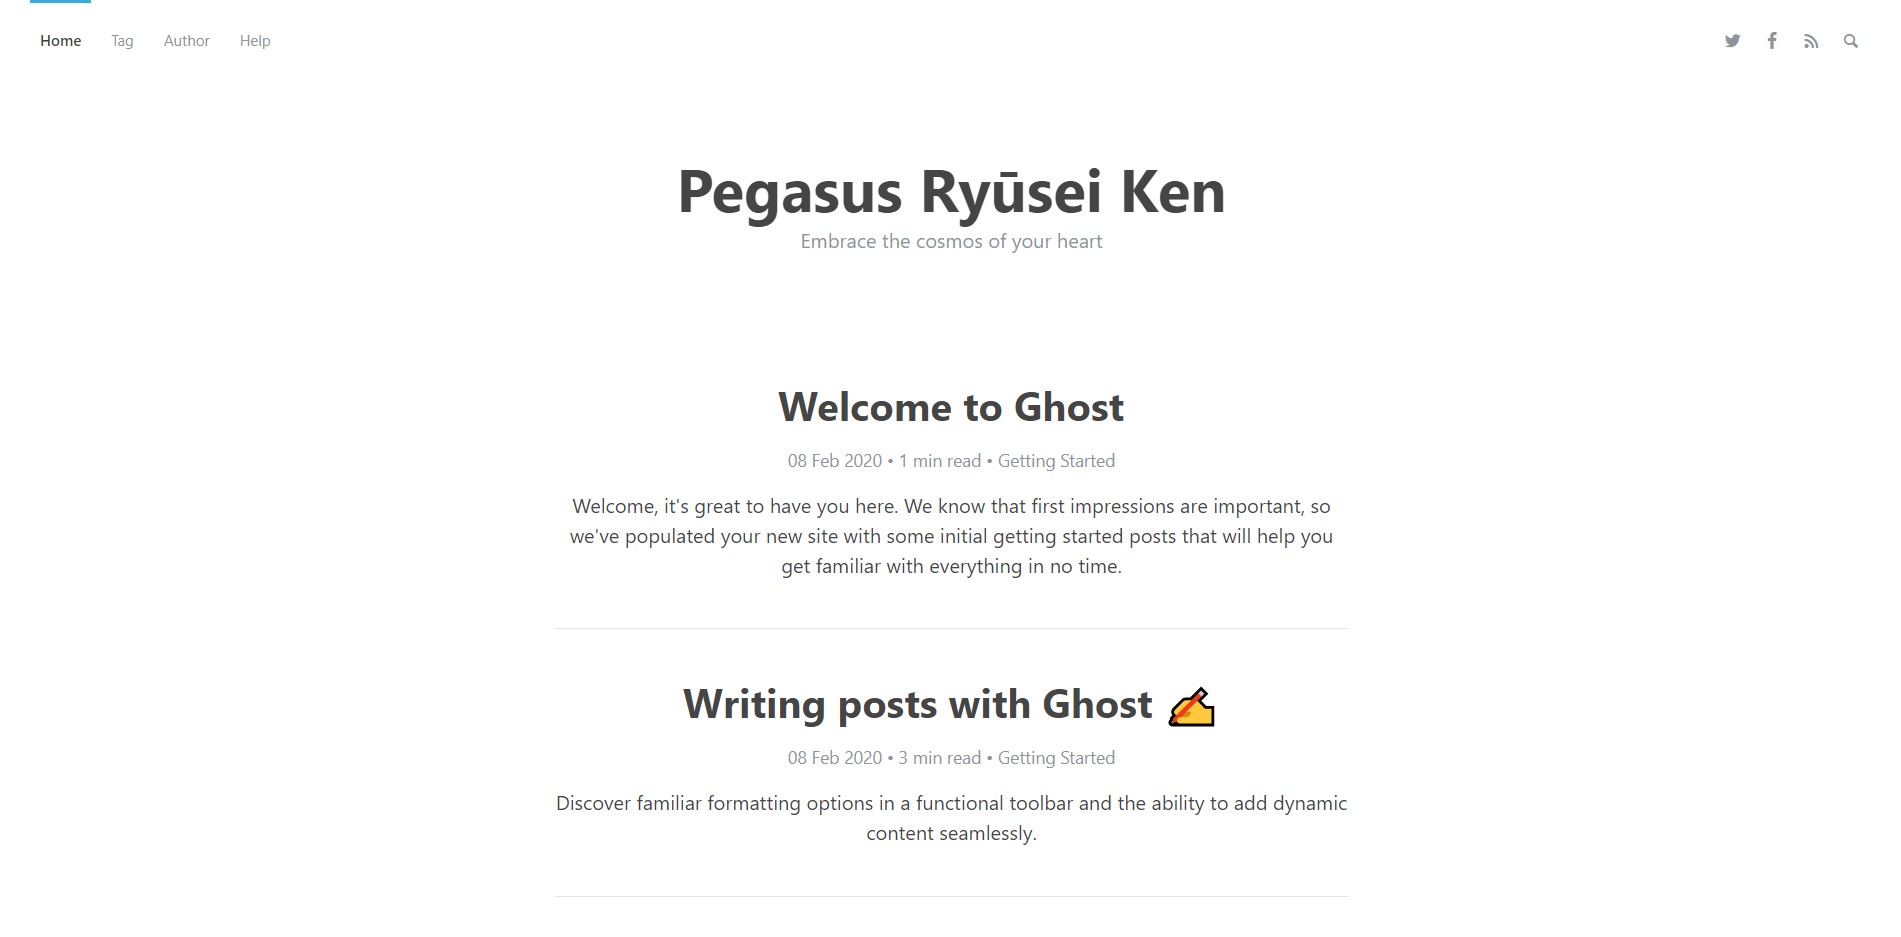 Home Tag Author Help
Pegasus Ryūsei Ken
Embrace the cosmos of your heart
Welcome to Ghost
08 Feb 2020 • 1 min read • Getting Started
Welcome, it's great to have you here. We know that first impressions are important, so
we've populated your new site with some initial getting started posts that will help you
get familiar with everything in no time.
Writing posts with Ghost ✍️
08 Feb 2020 • 3 min read • Getting Started
Discover familiar formatting options in a functional toolbar and the ability to add dynamic
content seamlessly.